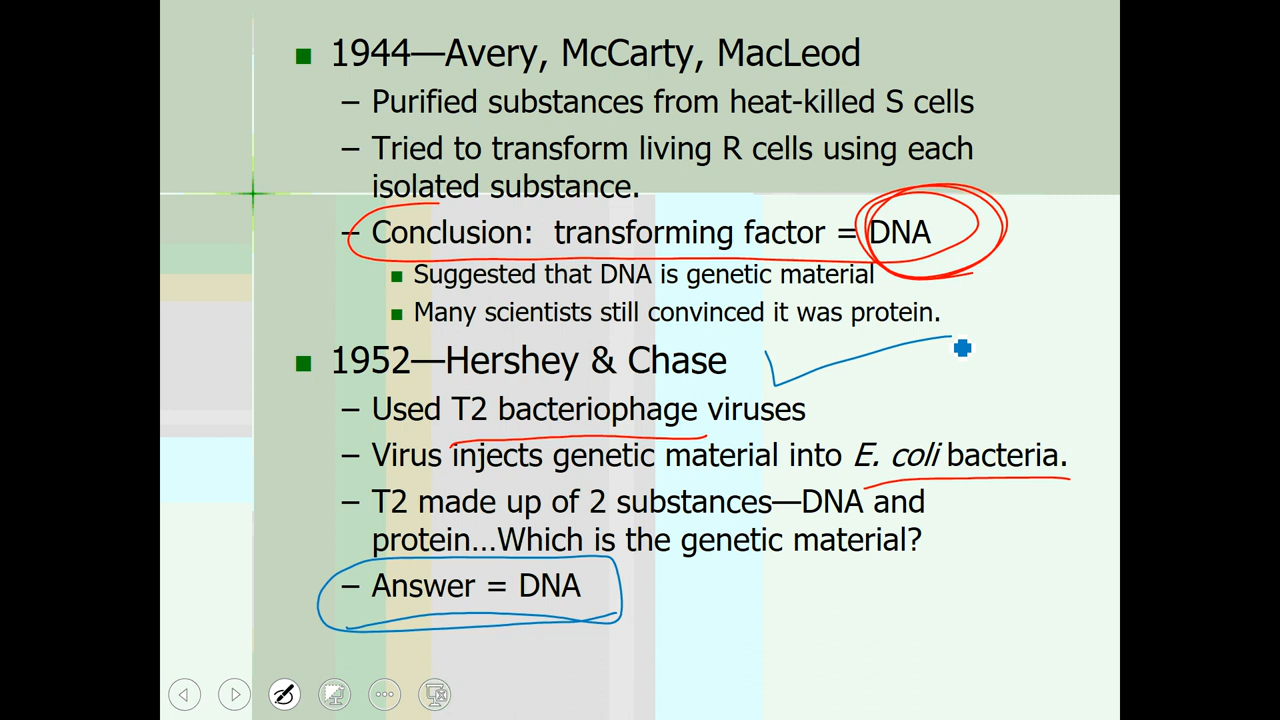 1944—Avery, McCarty, MacLeod
– Purified substances from heat-killed S cells
– Tried to transform living R cells using each
isolated substance.
– Conclusion:  transforming factor = DNA
Suggested that DNA is genetic material
Many scientists still convinced it was protein.
1952—Hershey & Chase
– Used T2 bacteriophage viruses
– Virus injects genetic material into E. coli bacteria.
– T2 made up of 2 substances—DNA and
protein…Which is the genetic material?
– Answer = DNA